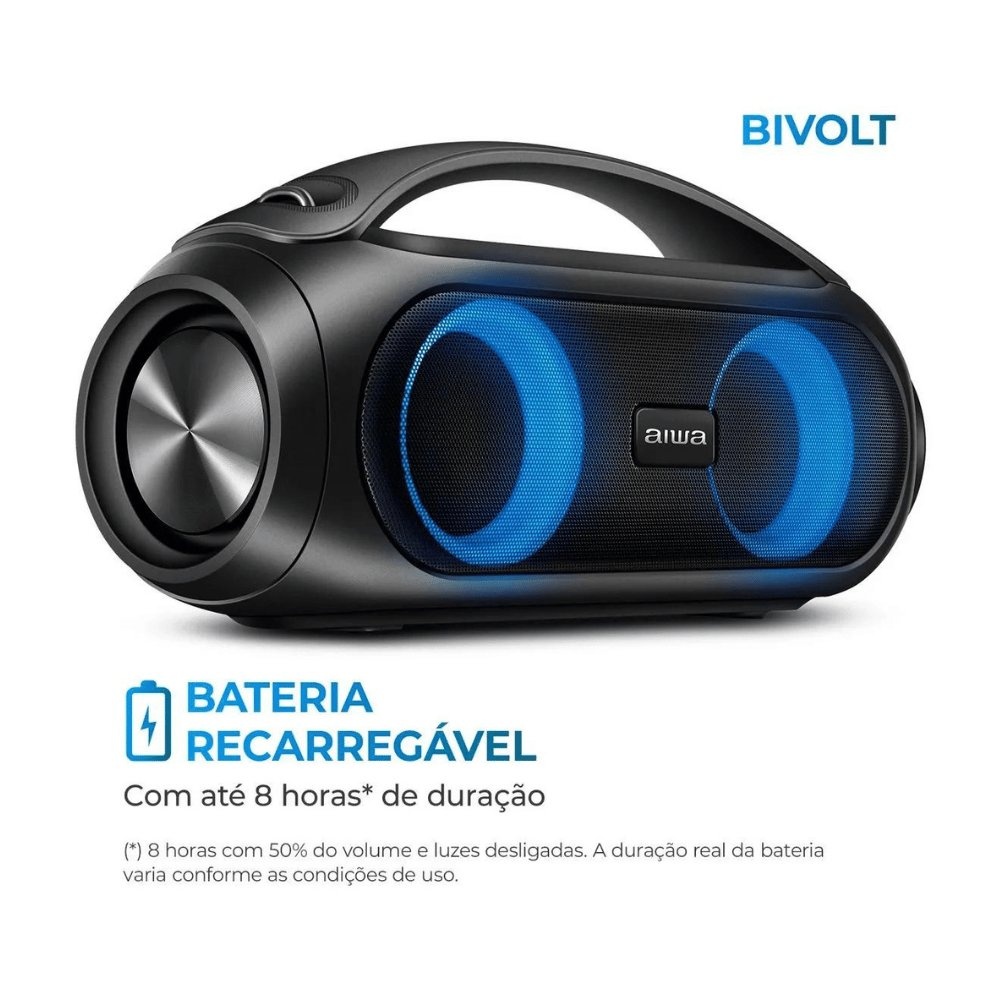 BIVOLT
aiwa
BATERIA
RECARREGÁVEL
Com até 8 horas* de duração
(*) 8 horas com 50% do volume e luzes desligadas. A duração real da bateria
varia conforme as condições de uso.